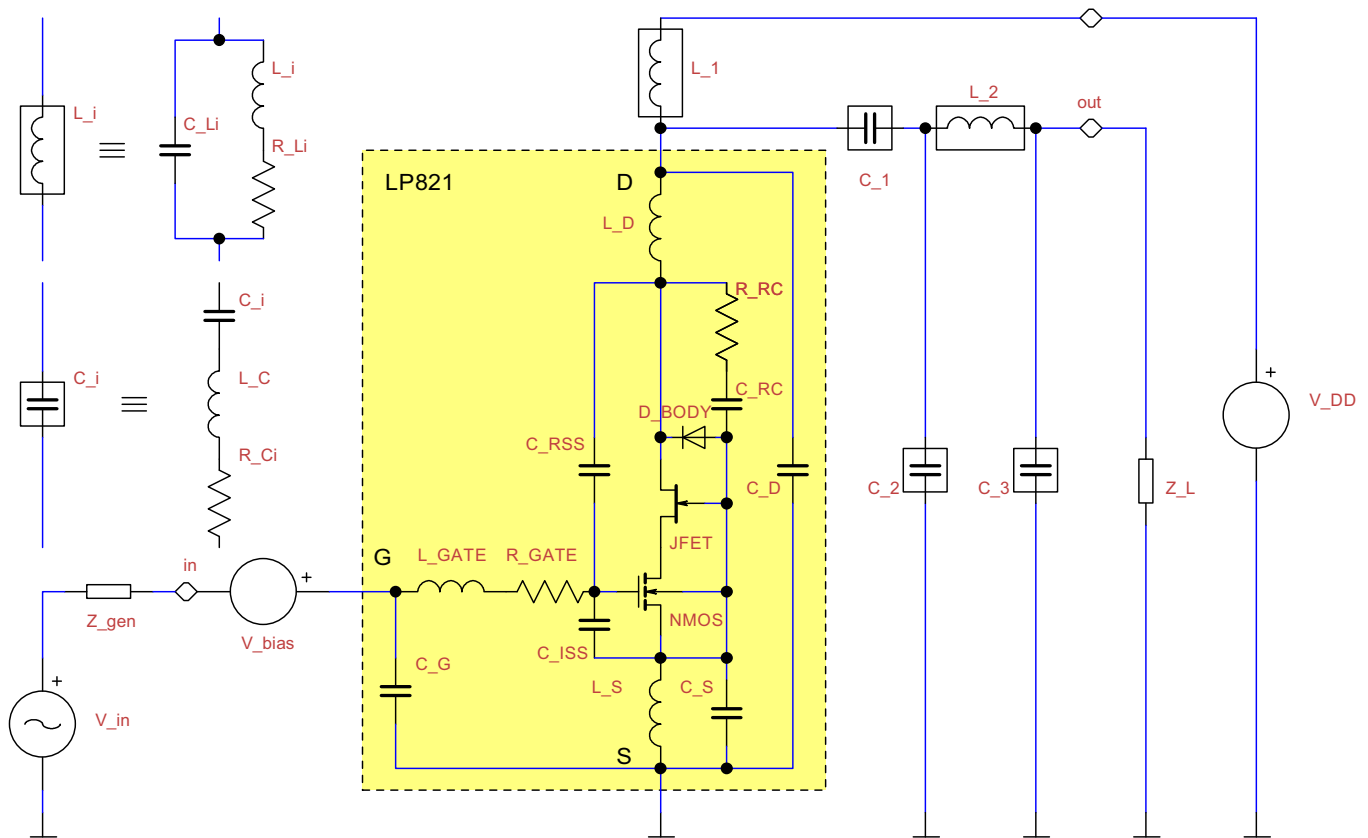 L_1
L_2
out
L_i
L_i
C_Li
R_Li
C_1
LP821
D
L_D
C_i
C_i
L_C
R_Ci
R_RC
C_RC
D_BODY
C_RSS
C_D
JFET
C_2
C_3
Z_L
+
V_DD
G
L_GATE
R_GATE
in
+
Z_gen
V_bias
NMOS
C_ISS
C_G
L_S
C_S
+
V_in
S